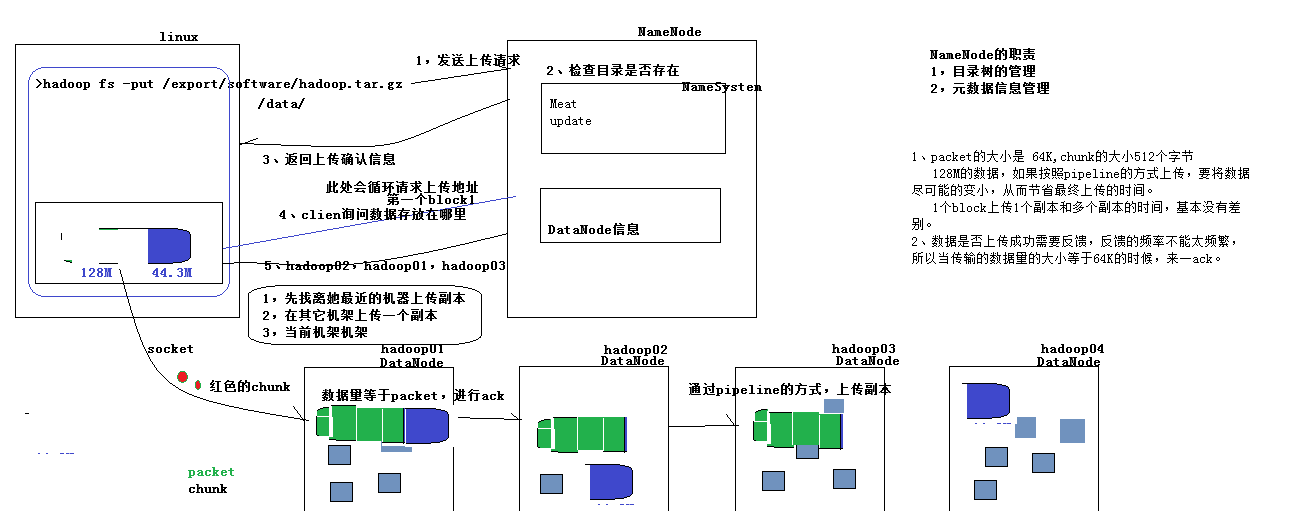 linux
>hadoop fs -put /export/software/hadoop.tar.gz
/data/
1,发送上传请求
NameNode
2、检查目录是否存在
NameSystem
Meat
update
3、返回上传确认信息
此处会循环请求上传地址
第一个block1
4、clien询问数据存放在哪里
DataNode信息
5、hadoop02,hadoop01,hadoop03
128M
44.3M
1,先找离她最近的机器上传副本
2,在其它机架上传一个副本
3,当前机架机架
NameNode的职责
1,目录树的管理
2,元数据信息管理
1、packet的大小是 64K,chunk的大小512个字节
128M的数据,如果按照pipeline的方式上传,要将数据
尽可能的变小,从而节省最终上传的时间。
1个block上传1个副本和多个副本的时间,基本没有差
别。
2、数据是否上传成功需要反馈,反馈的频率不能太频繁,
所以当传输的数据量的大小等于64K的时候,来一ack。
socket
红色的chunk
packet
chunk
hadoop01
DataNode
数据量等于packet,进行ack
hadoop02
DataNode
hadoop03
DataNode
通过pipeline的方式,上传副本
hadoop04
DataNode